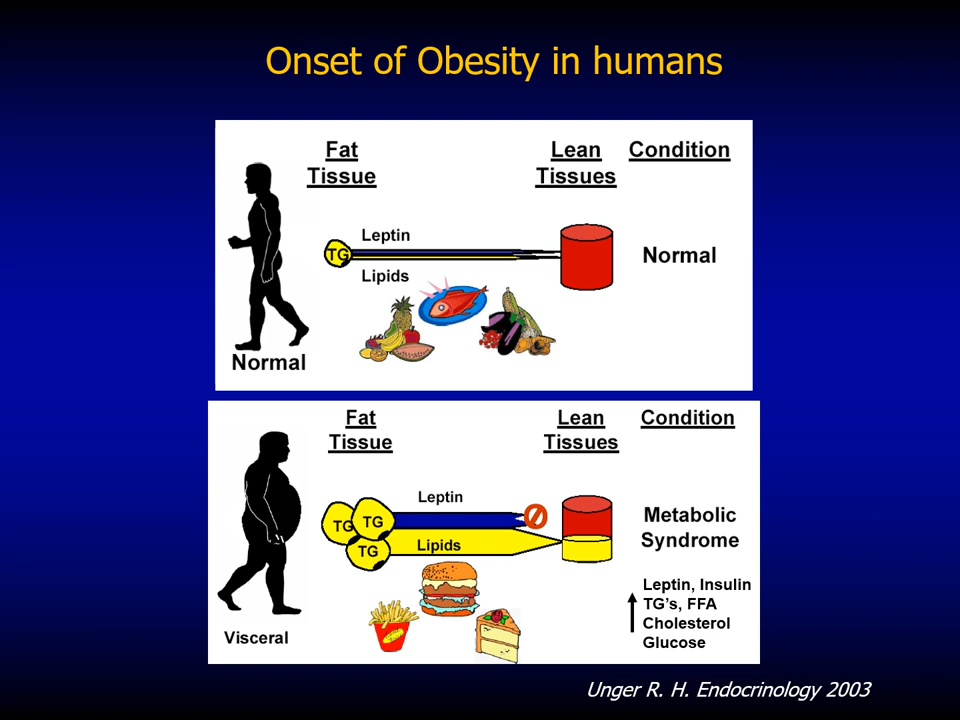 Onset of Obesity in humans
Fat
Tissue
Lean
Tissues
Condition
Leptin
TG
Lipids
Normal
Normal
Fat
Tissue
Lean
Tissues
Condition
Leptin
Ø
TG
TG
TG
Lipids
Metabolic
Syndrome
Leptin, Insulin
TG's, FFA
Cholesterol
Glucose
Visceral
Unger R. H. Endocrinology 2003